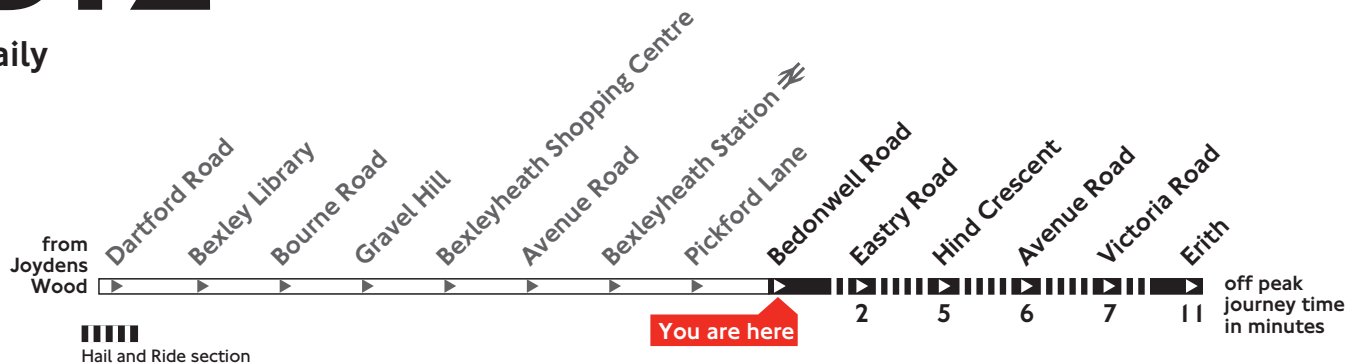 aily
from
Joydens
Wood
Dartford Road
Bexley Library
Bourne Road
Gravel Hill
Bexleyheath Shopping Centre
Avenue Road
Bexleyheath Station
Pickford Lane
Bedonwell Road
Eastry Road
Hind Crescent
Avenue Road
Victoria Road
Erith
You are here
2 5 6 7 11
off peak
journey time
in minutes
Hail and Ride section